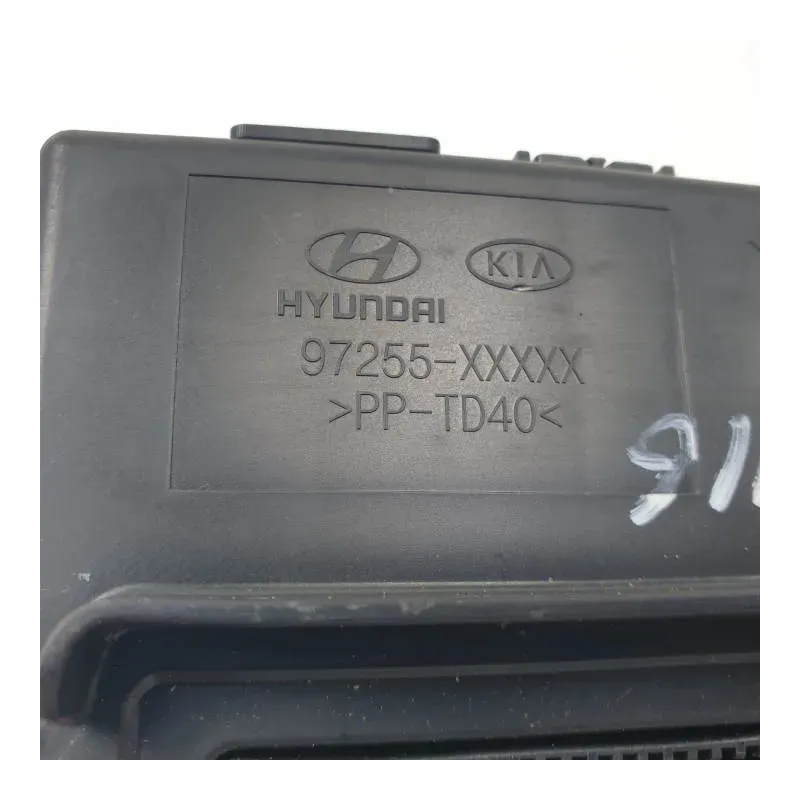 KIA
HYUNDAI
97255-XXXXX
>PP-TD40<